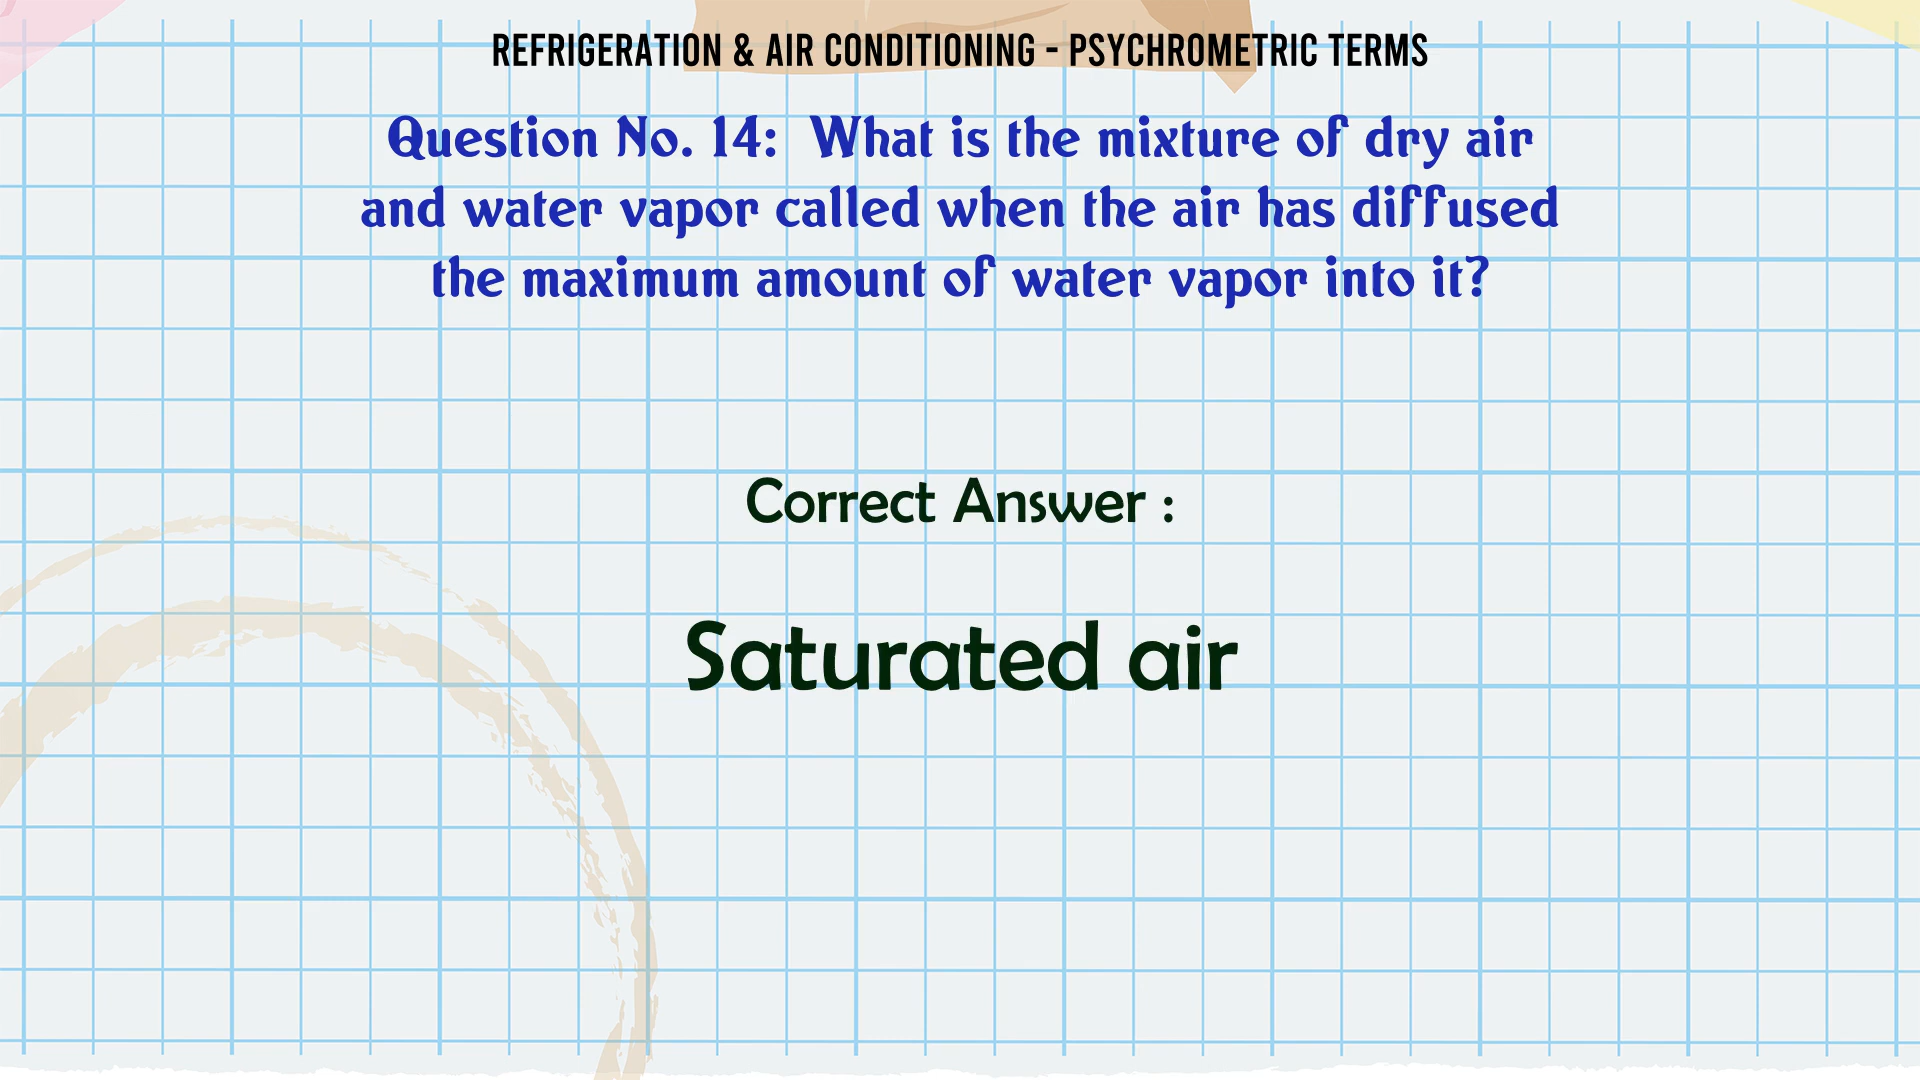 REFRIGERATION & AIR CONDITIONING - PSYCHROMETRIC TERMS
Question No. 14: What is the mixture of dry air
and water vapor called when the air has diffused
the maximum amount of water vapor into it?
Correct Answer :
Saturated air